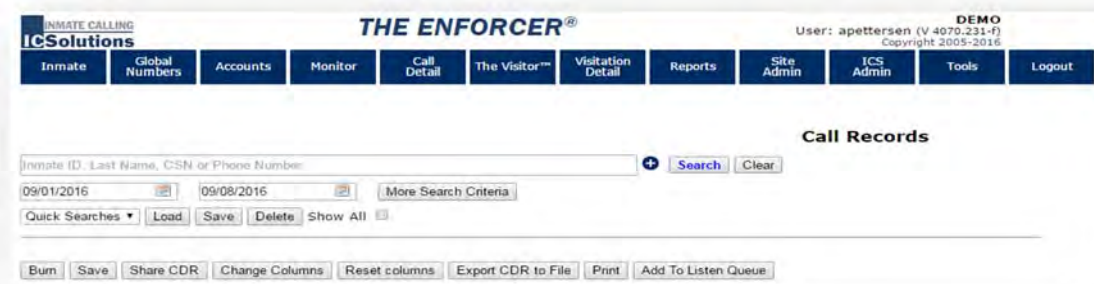 INMATE CALLING
ICSolutions
THE ENFORCER®
DEMO
User: apettersen (V 4070.231-f)
Copyright 2005-2016
Inmate Global Numbers Accounts Monitor Call Detail The Visitor™ Visitation Detail Reports Site Admin ICS Admin Tools Logout
Call Records
Inmate ID, Last Name, CSN or Phone Number
Search Clear
09/01/2016 09/08/2016 More Search Criteria
Quick Searches Load Save Delete Show All
Burn Save Share CDR Change Columns Reset columns Export CDR to File Print Add To Listen Queue